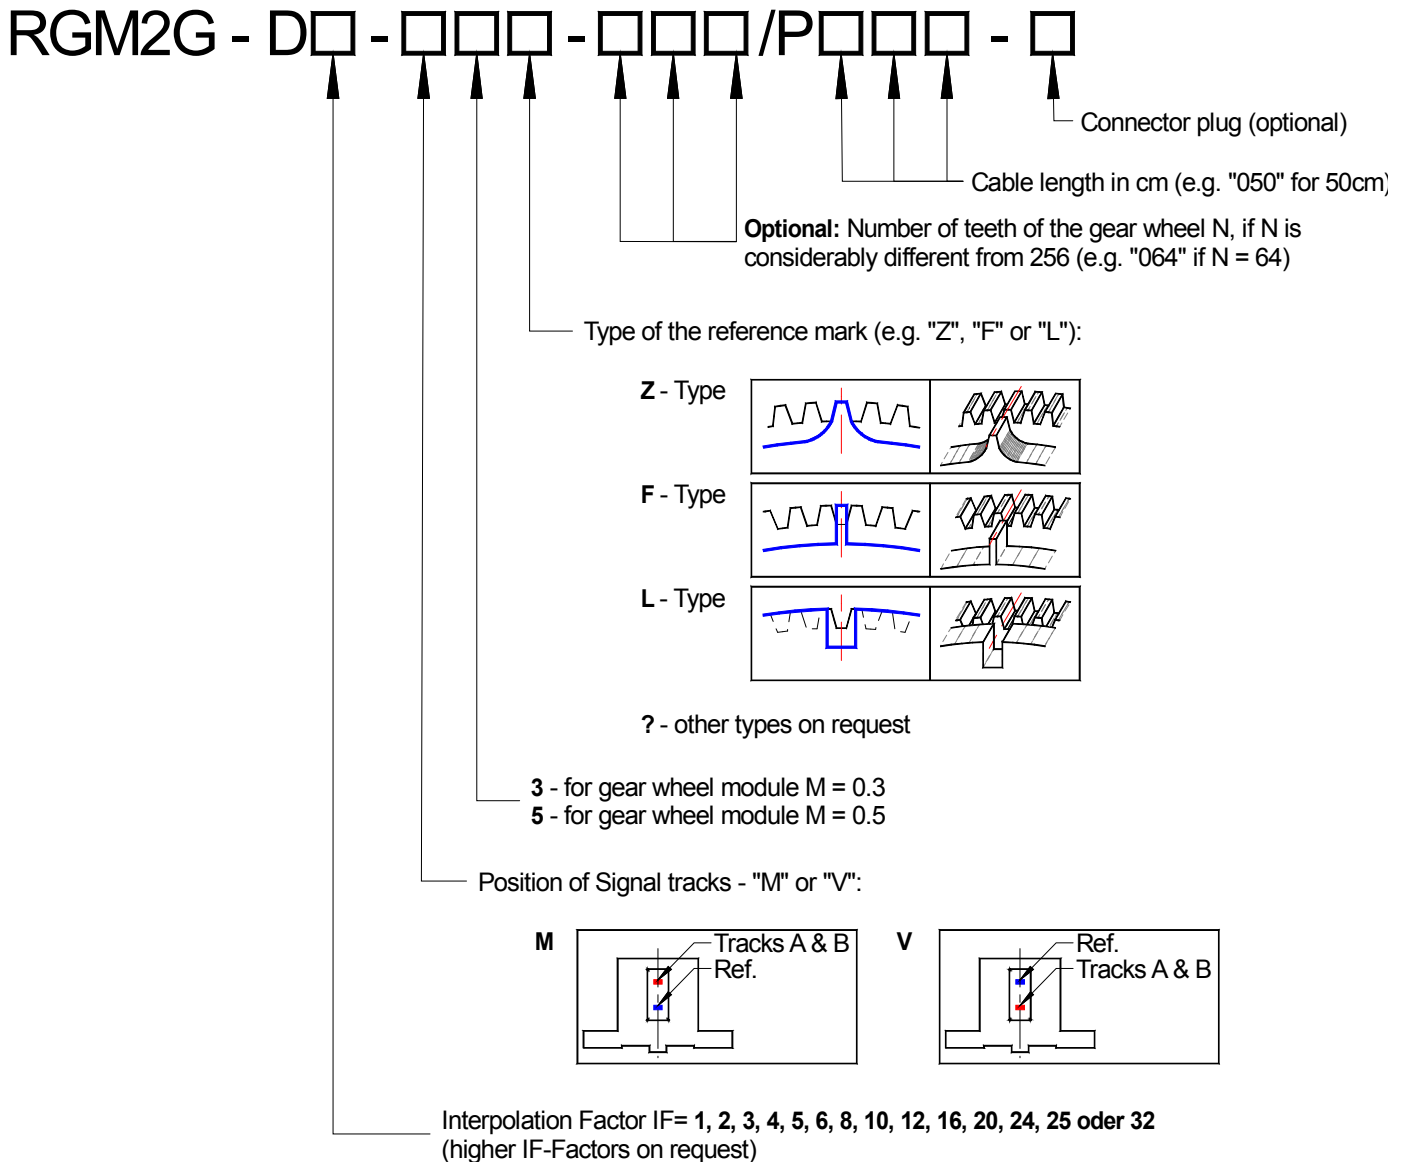 RGM2G - D□ - □□□ - □□□/P□□□ - □
Connector plug (optional)
Cable length in cm (e.g. "050" for 50cm)
Optional: Number of teeth of the gear wheel N, if N is
considerably different from 256 (e.g. "064" if N = 64)
Type of the reference mark (e.g. "Z", "F" or "L"):
Z - Type
F - Type
L - Type
? - other types on request
3 - for gear wheel module M = 0.3
5 - for gear wheel module M = 0.5
Position of Signal tracks - "M" or "V":
M
Tracks A & B
Ref.
V
Ref.
Tracks A & B
Interpolation Factor IF= 1, 2, 3, 4, 5, 6, 8, 10, 12, 16, 20, 24, 25 oder 32
(higher IF-Factors on request)